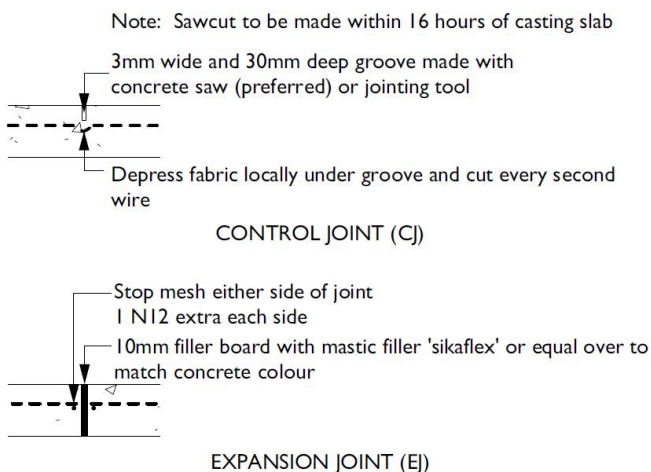 Note: Sawcut to be made within 16 hours of casting slab
3mm wide and 30mm deep groove made with
concrete saw (preferred) or jointing tool
Depress fabric locally under groove and cut every second
wire
CONTROL JOINT (CJ)
Stop mesh either side of joint
1 N12 extra each side
10mm filler board with mastic filler 'sikaflex' or equal over to
match concrete colour
EXPANSION JOINT (EJ)